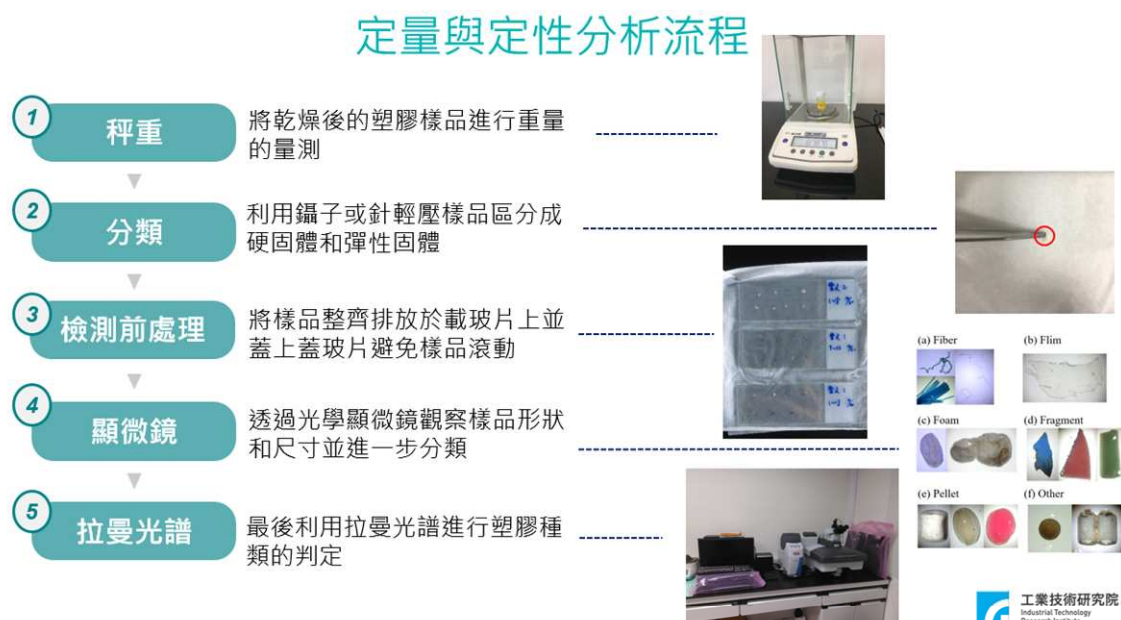 定量與定性分析流程
1
秤重
將乾燥後的塑膠樣品進行重量
的量測
2
分類
利用鑷子或針輕壓樣品區分成
硬固體和彈性固體
3
檢測前處理
將樣品整齊排放於載玻片上並
蓋上蓋玻片避免樣品滾動
4
顯微鏡
透過光學顯微鏡觀察樣品形狀
和尺寸並進一步分類
5
拉曼光譜
最後利用拉曼光譜進行塑膠種
類的判定
(a) Fiber
(b) Flim
(c) Foam
(d) Fragment
(e) Pellet
(f) Other
工業技術研究院
Industrial Technology
Research Institute